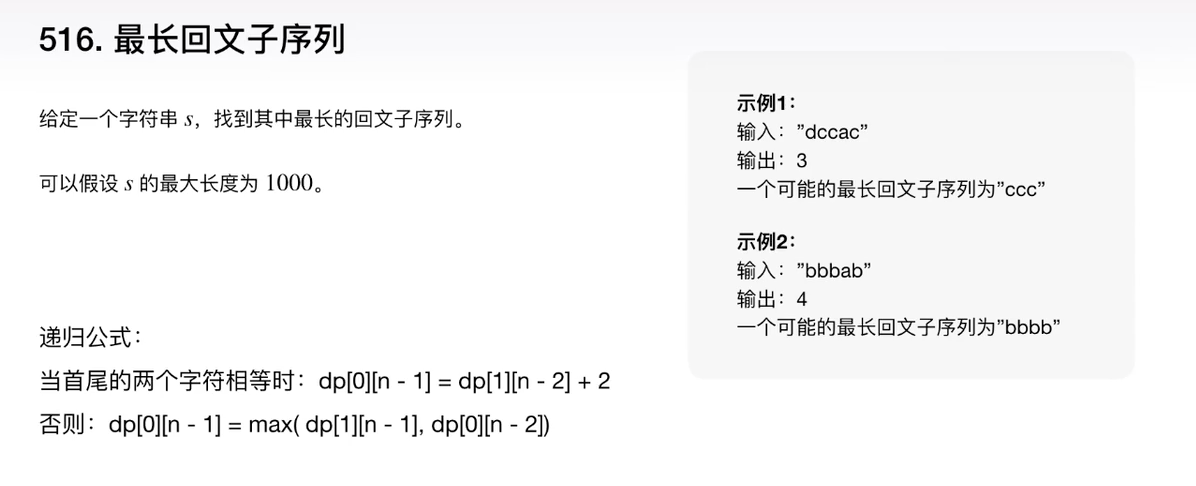 516. 最长回文子序列
给定一个字符串 s，找到其中最长的回文子序列。
可以假设 s 的最大长度为 1000。
递归公式：
当首尾的两个字符相等时：dp[0][n - 1] = dp[1][n - 2] + 2
否则：dp[0][n - 1] = max( dp[1][n - 1], dp[0][n - 2])
示例1：
输入：”dccac”
输出：3
一个可能的最长回文子序列为”ccc”
示例2：
输入：”bbbab”
输出：4
一个可能的最长回文子序列为”bbbb”